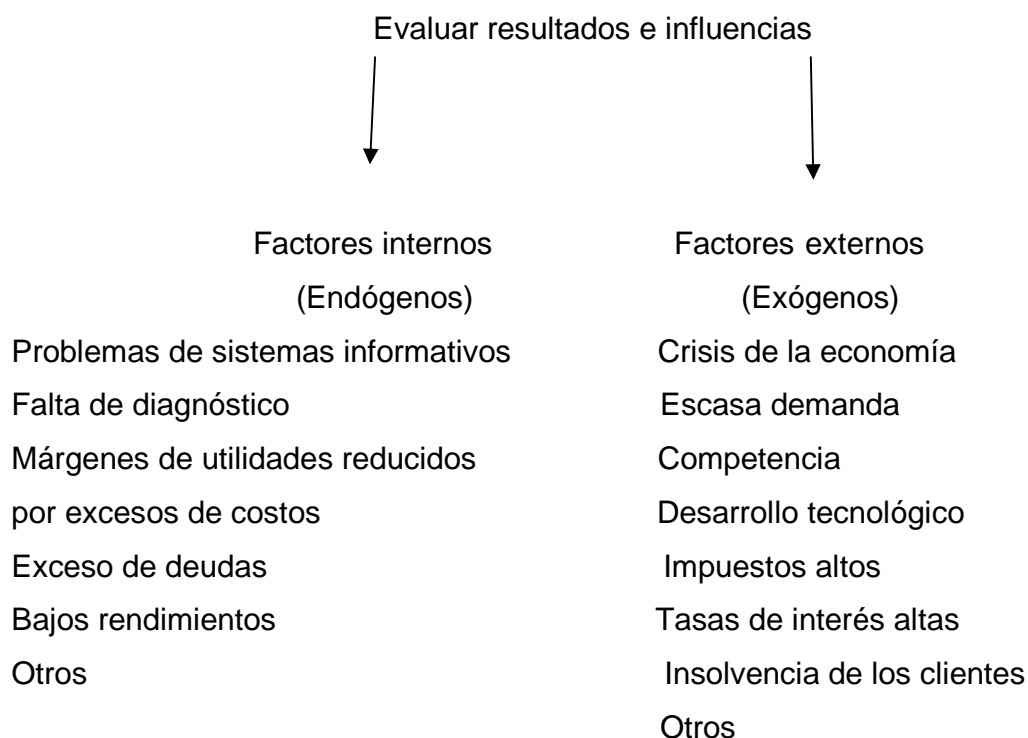 Evaluar resultados e influencias
Factores internos
(Endógenos)
Problemas de sistemas informativos
Falta de diagnóstico
Márgenes de utilidades reducidos
por excesos de costos
Exceso de deudas
Bajos rendimientos
Otros
Factores externos
(Exógenos)
Crisis de la economía
Escasa demanda
Competencia
Desarrollo tecnológico
Impuestos altos
Tasas de interés altas
Insolvencia de los clientes
Otros